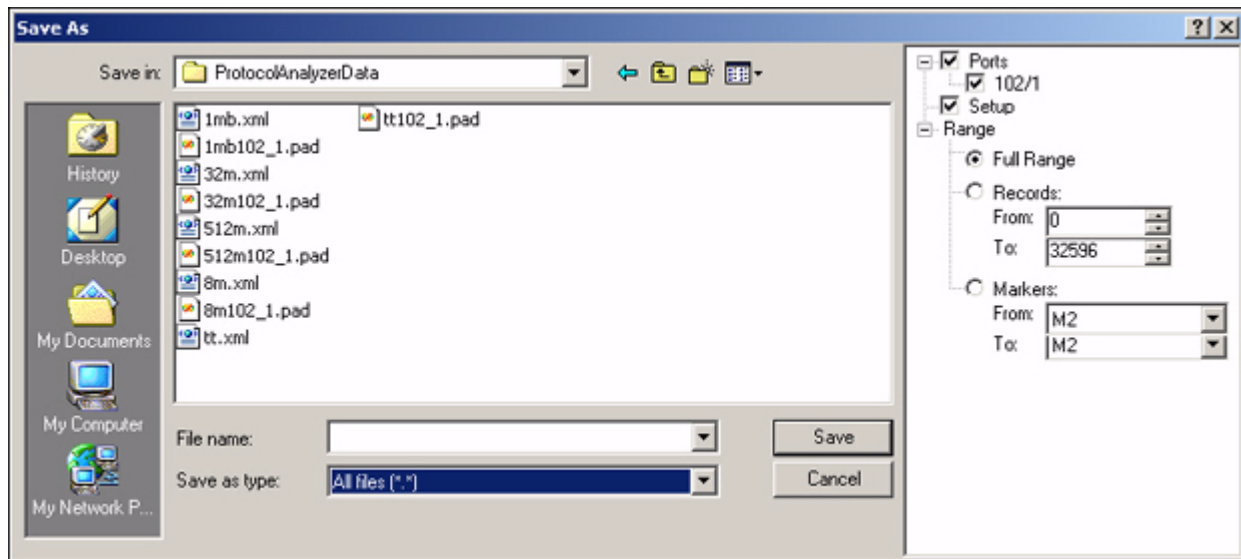 Save As
Save in:
ProtocolAnalyzerData
History
Desktop
My Documents
My Computer
My Network P...
1mb.xml
1mb102_1.pad
32m.xml
32m102_1.pad
512m.xml
512m102_1.pad
8m.xml
8m102_1.pad
tt.xml
tt102_1.pad
File name:
Save
Save as type:
All files (*.*)
Cancel
Ports
102/1
Setup
Range
Full Range
Records:
From: 0
To: 32596
Markers:
From: M2
To: M2